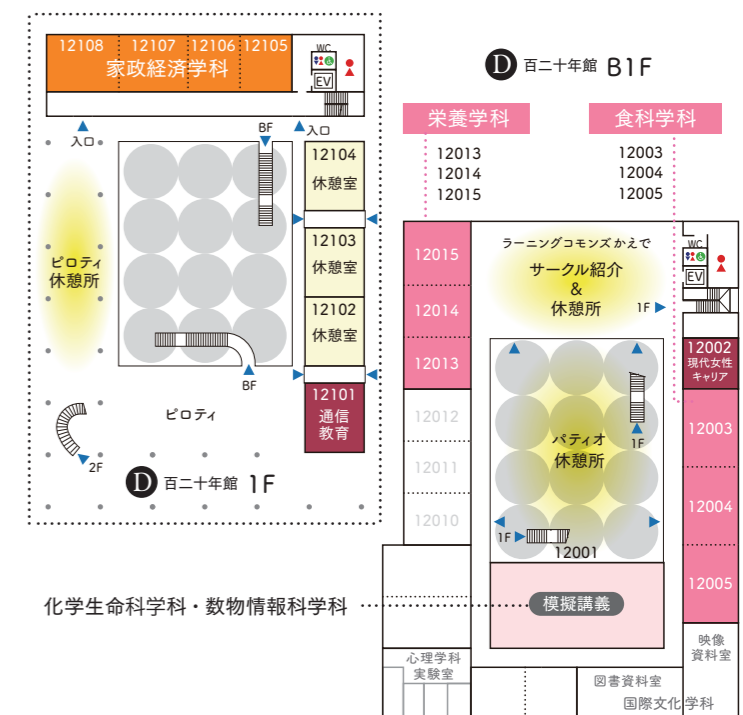 12108 12107 12106 12105
家政経済学科
WC
EV
入口
BF
入口
12104
休憩室
12103
休憩室
12102
休憩室
12101
通信
教育
ピロティ
休憩所
BF
ピロティ
2F
D 百二十年館 1F
D 百二十年館 B1F
栄養学科
12013
12014
12015
食科学科
12003
12004
12005
12015
12014
12013
12012
12011
12010
ラーニングコモンズかえで
サークル紹介
&
休憩所
1F
WC
EV
12002
現代女性
キャリア
12003
12004
12005
パティオ
休憩所
1F
1F
12001
模擬講義
化学生命科学科・数物情報科学科
心理学科
実験室
映像
資料室
図書資料室
国際文化学科